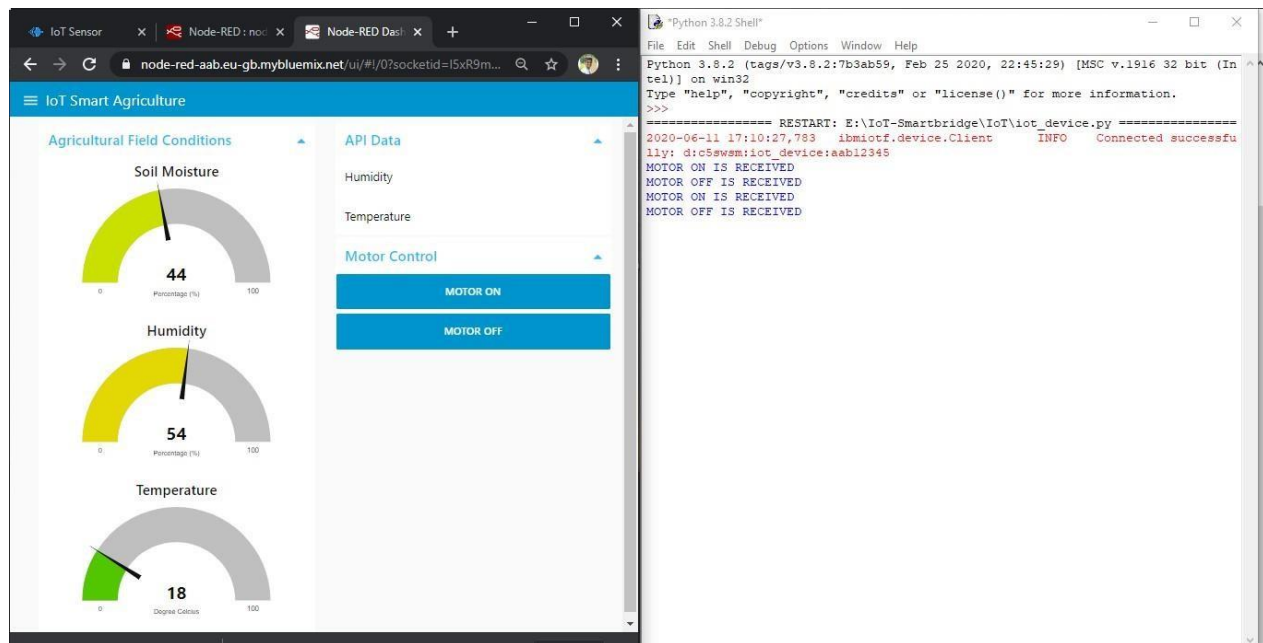 IoT Sensor
Node-RED : nod
Node-RED Dash
node-red-aab.eu-gb.mybluemix.net/ui/#!/0?socketid=I5xR9m...
IoT Smart Agriculture
Agricultural Field Conditions
Soil Moisture
44
0
Percentage (%)
100
Humidity
54
0
Percentage (%)
100
Temperature
18
0
Degree Celcius
100
API Data
Humidity
Temperature
Motor Control
MOTOR ON
MOTOR OFF
*Python 3.8.2 Shell*
File Edit Shell Debug Options Window Help
Python 3.8.2 (tags/v3.8.2:7b3ab59, Feb 25 2020, 22:45:29) [MSC v.1916 32 bit (In
tel)] on win32
Type "help", "copyright", "credits" or "license()" for more information.
>>>
================= RESTART: E:\IoT-Smartbridge\IoT\iot_device.py ================
2020-06-11 17:10:27,783 ibmiotf.device.Client INFO Connected successfu
lly: d:c5swsm:iot_device:aab12345
MOTOR ON IS RECEIVED
MOTOR OFF IS RECEIVED
MOTOR ON IS RECEIVED
MOTOR OFF IS RECEIVED